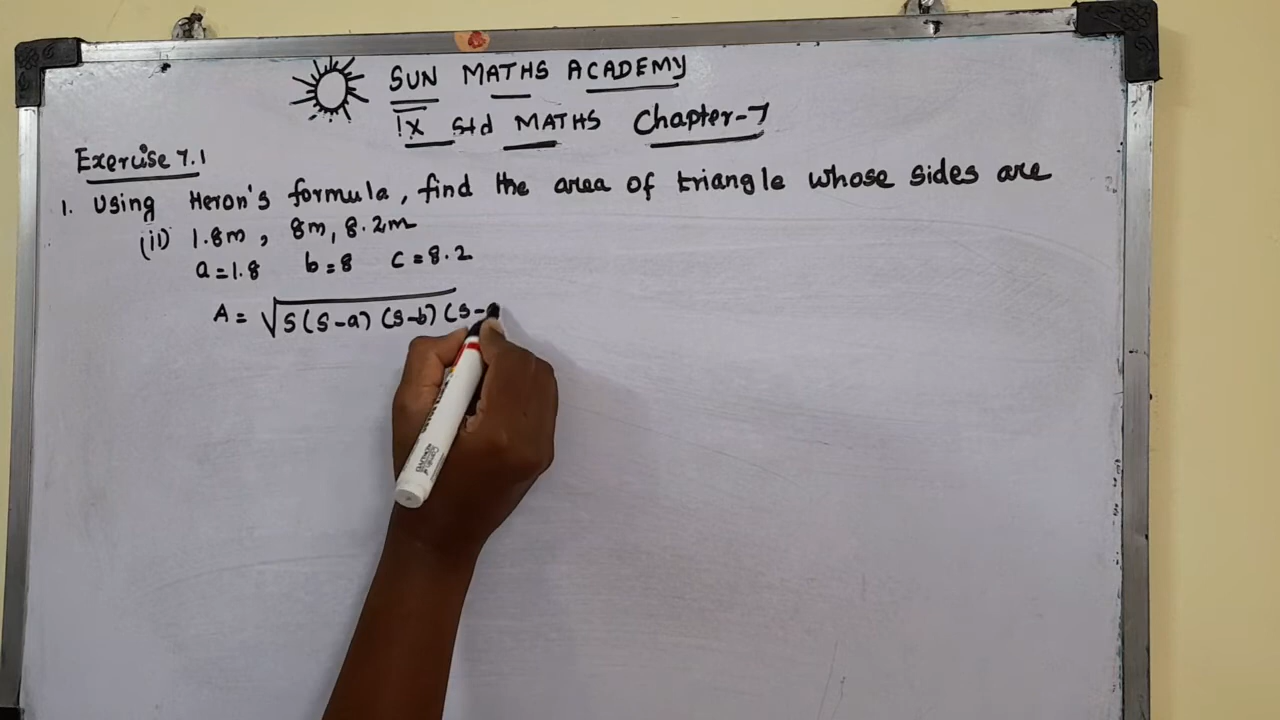 SUN MATHS ACADEMY
IX Std MATHS Chapter-7
Exercise 7.1
1. Using Heron's formula, find the area of triangle whose sides are
(ii) 1.8m, 8m, 8.2m
a=1.8 b=8 c=8.2
A= √s(s-a)(s-b)(s-